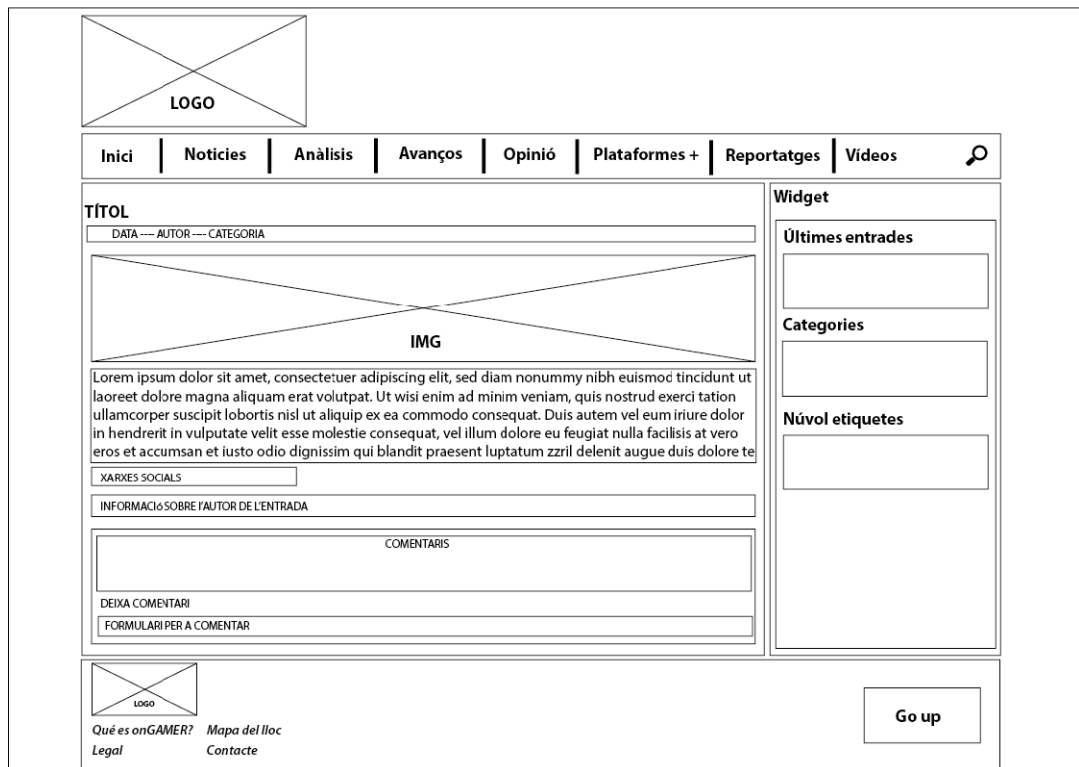 LOGO
Inici Noticies Anàlisis Avanços Opinió Plataformes + Reportatges Vídeos
TÍTOL
DATA ---- AUTOR ---- CATEGORIA
IMG
Lorem ipsum dolor sit amet, consectetuer adipiscing elit, sed diam nonummy nibh euismod tincidunt ut
laoreet dolore magna aliquam erat volutpat. Ut wisi enim ad minim veniam, quis nostrud exerci tation
ullamcorper suscipit lobortis nisl ut aliquip ex ea commodo consequat. Duis autem vel eum iriure dolor
in hendrerit in vulputate velit esse molestie consequat, vel illum dolore eu feugiat nulla facilisis at vero
eros et accumsan et iusto odio dignissim qui blandit praesent luptatum zzril delenit augue duis dolore te
XARXES SOCIALS
INFORMACIó SOBRE l'AUTOR DE L'ENTRADA
COMENTARIS
DEIXA COMENTARI
FORMULARI PER A COMENTAR
Widget
Últimes entrades
Categories
Núvol etiquetes
LOGO
Qué es onGAMER? Mapa del lloc
Legal Contacte
Go up